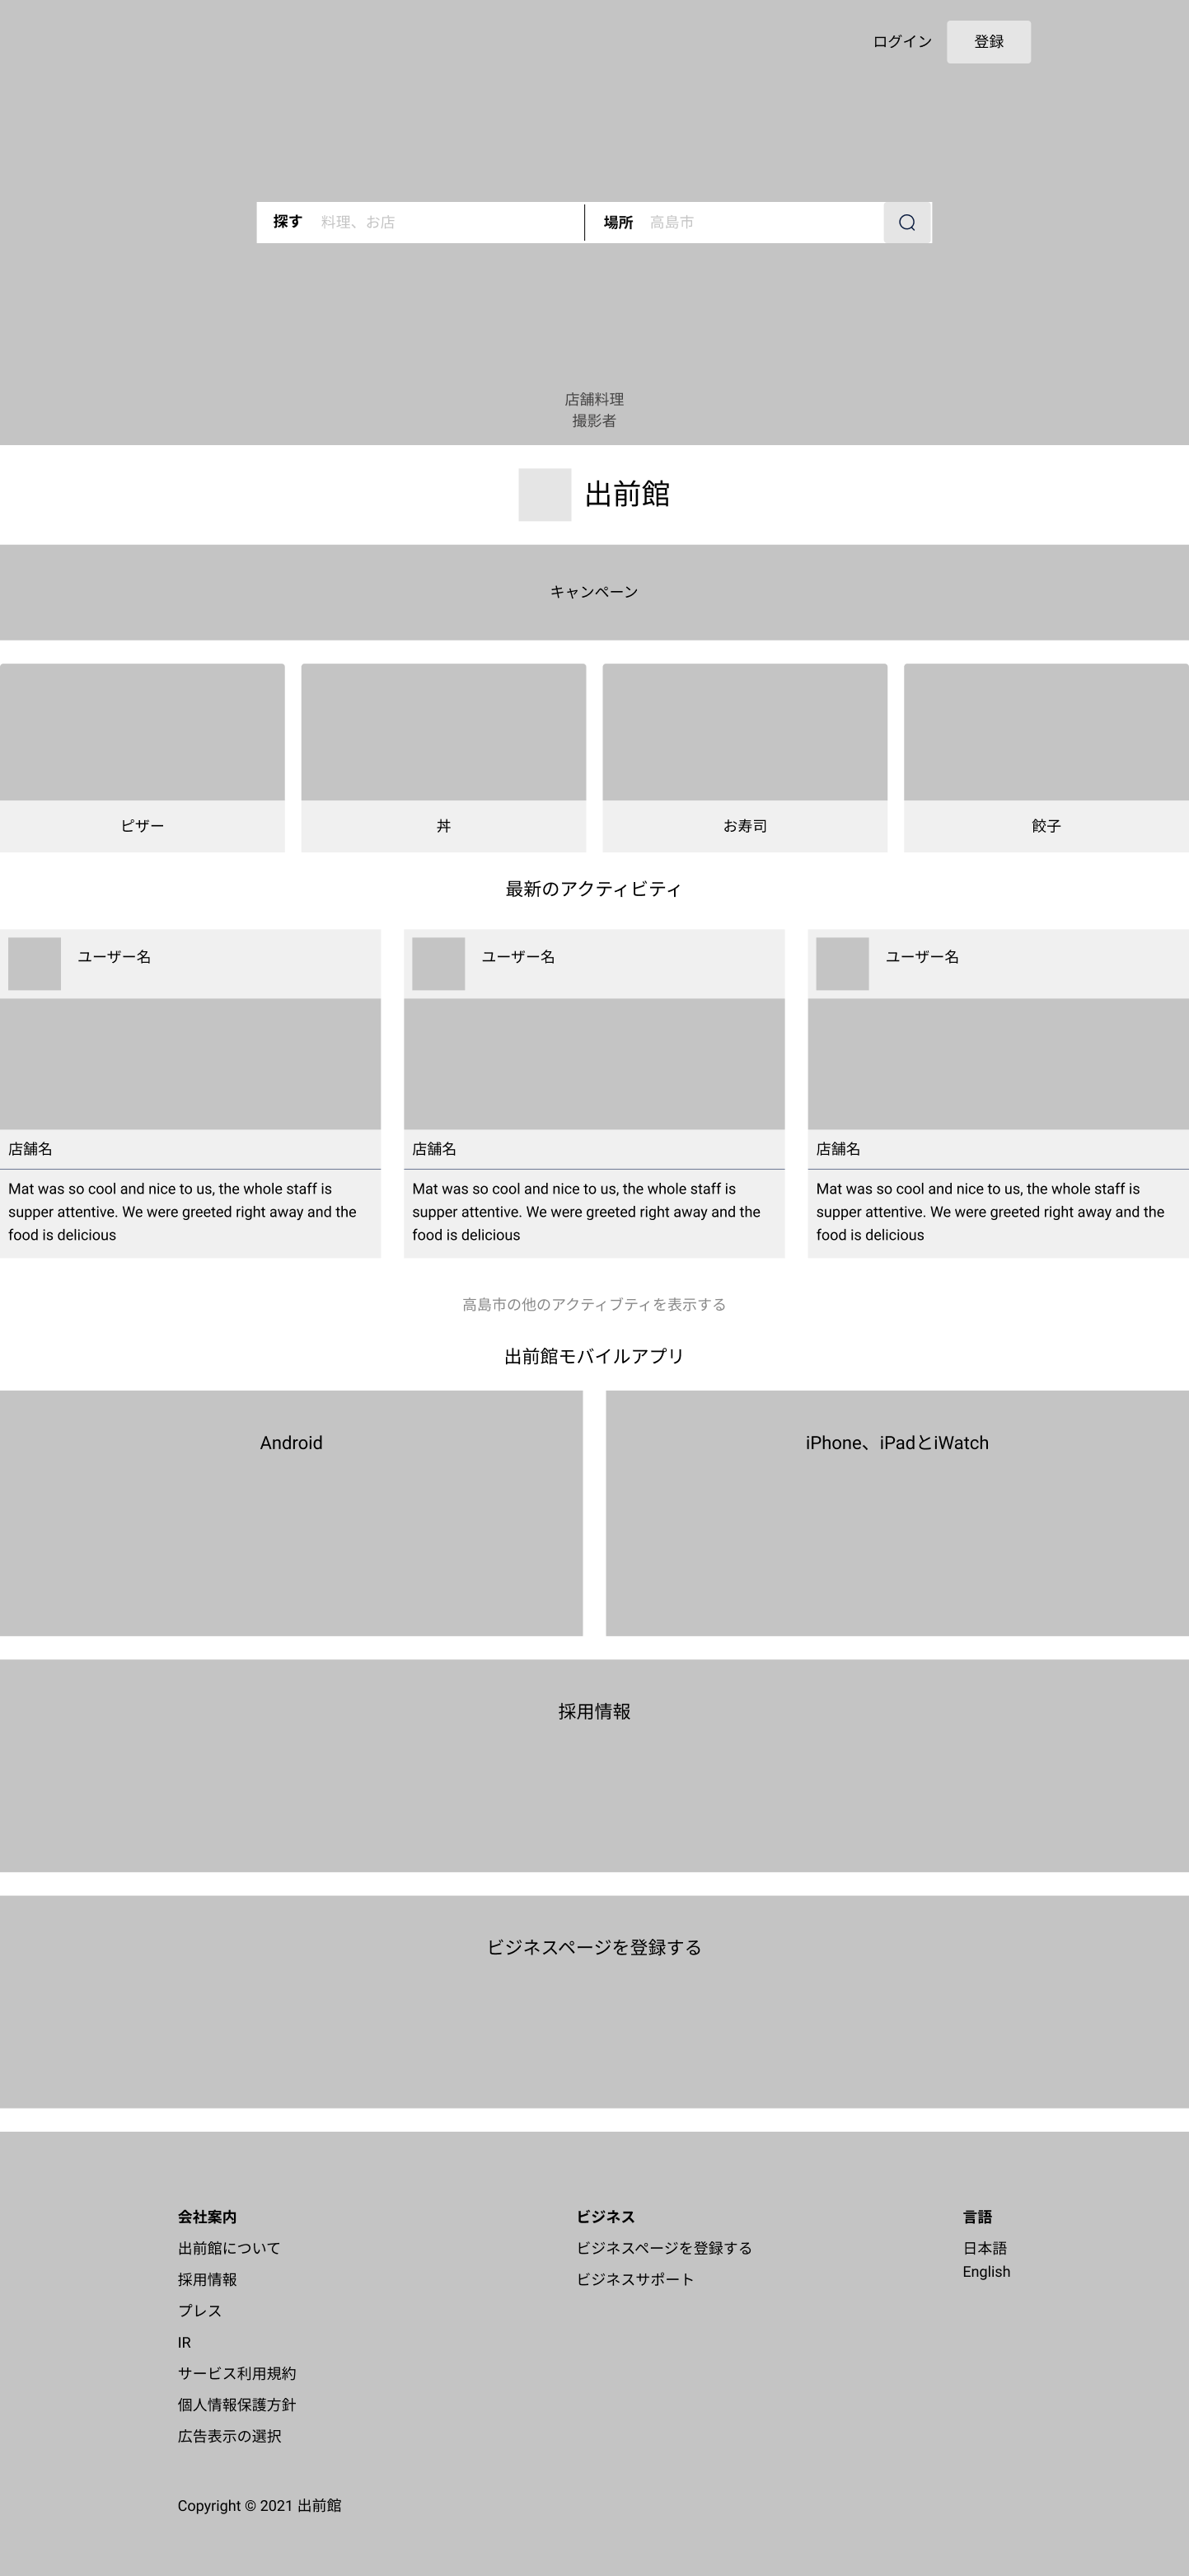 ログイン
登録
探す 料理、お店 場所 高島市
店舗料理
撮影者
出前館
キャンペーン
ピザー
丼
お寿司
餃子
最新のアクティビティ
ユーザー名
店舗名
Mat was so cool and nice to us, the whole staff is
supper attentive. We were greeted right away and the
food is delicious
ユーザー名
店舗名
Mat was so cool and nice to us, the whole staff is
supper attentive. We were greeted right away and the
food is delicious
ユーザー名
店舗名
Mat was so cool and nice to us, the whole staff is
supper attentive. We were greeted right away and the
food is delicious
高島市の他のアクティブティを表示する
出前館モバイルアプリ
Android
iPhone、iPadとiWatch
採用情報
ビジネスページを登録する
会社案内
出前館について
採用情報
プレス
IR
サービス利用規約
個人情報保護方針
広告表示の選択
ビジネス
ビジネスページを登録する
ビジネスサポート
言語
日本語
English
Copyright © 2021 出前館